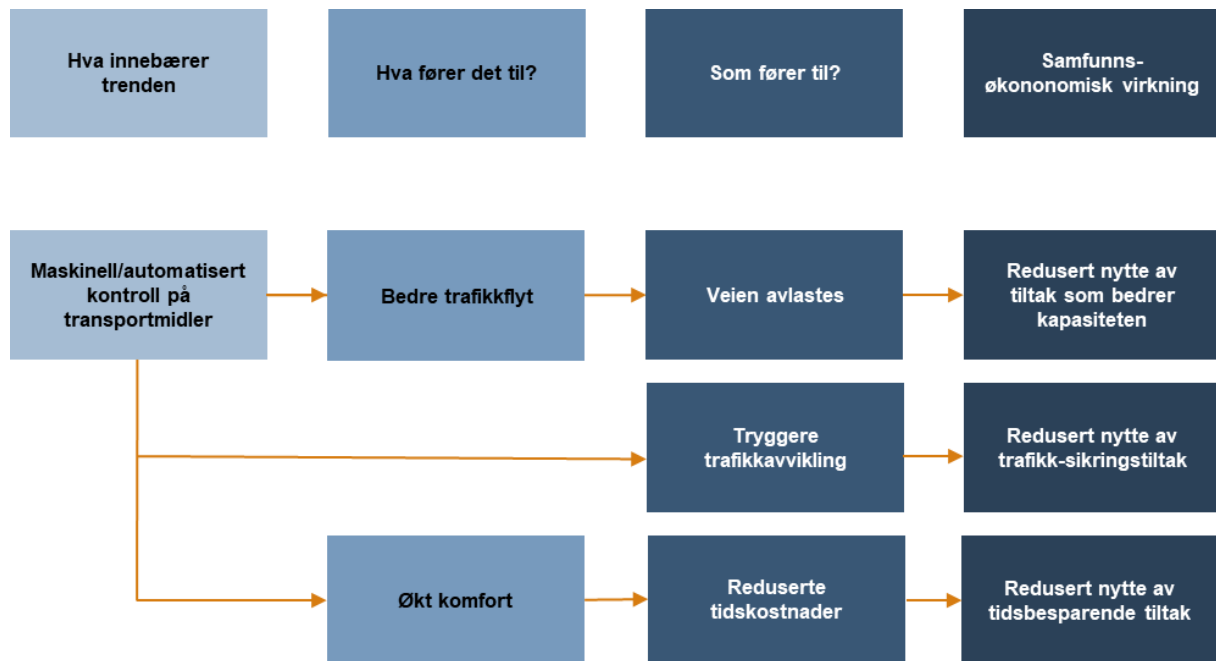 Hva innebærer
trenden
Hva fører det til?
Som fører til?
Samfunns-
økononomisk virkning
Maskinell/automatisert
kontroll på
transportmidler
Bedre trafikkflyt
Veien avlastes
Redusert nytte av
tiltak som bedrer
kapasiteten
Tryggere
trafikkavvikling
Redusert nytte av
trafikk-sikringstiltak
Økt komfort
Reduserte
tidskostnader
Redusert nytte av
tidsbesparende tiltak